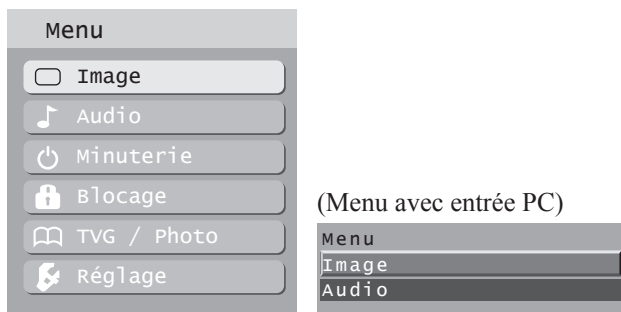 Menu
Image
Audio
Minuterie
Blocage
TVG / Photo
Réglage
(Menu avec entrée PC)
Menu
Image
Audio